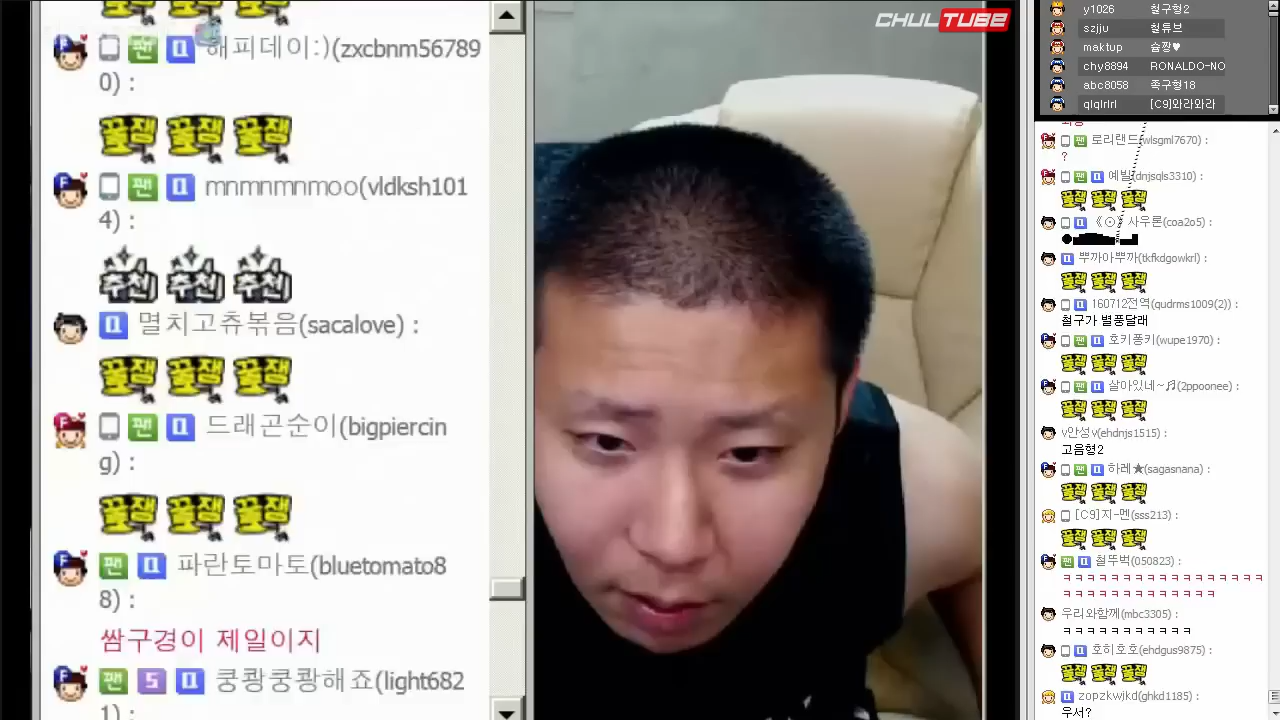 해피데이:)(zxcbnm56789
0) :
꿀잼 꿀잼 꿀잼
mnmnmnmoo(vldksh101
4) :
추천 추천 추천
멸치고츄볶음(sacalove) :
꿀잼 꿀잼 꿀잼
드래곤순이(bigpiercin
g) :
꿀잼 꿀잼 꿀잼
파란토마토(bluetomato8
8) :
쌈구경이 제일이지
쿵쾅쿵쾅해죠(light682
1) :
CHULTUBE
y1026 철구형2
szjju 철튜브
maktup 슬홍♥
chy8894 RONALDO-NO
abc8058 족구형18
qlqlrlrl [C9]와라와라
로리랜드(wlsgml7670) :
?
예빌(dnjsqls3310) :
꿀잼 꿀잼 꿀잼
사우론(coa2o5) :
뿌까아뿌까(tkfkdgowkrl) :
꿀잼 꿀잼 꿀잼
160712전역(qudrms1009(2)) :
철구가 별풍달래
호키퐁키(wupe1970) :
꿀잼 꿀잼 꿀잼
살아있네~♬(2ppoonee) :
꿀잼 꿀잼 꿀잼
v안성v(ehdnjs1515) :
고음형2
하레★(sagasnana) :
꿀잼 꿀잼 꿀잼
[C9]지-멘(sss213) :
꿀잼 꿀잼 꿀잼
철뚜벅(050823) :
ㅋㅋㅋㅋㅋㅋㅋㅋㅋㅋㅋㅋㅋㅋㅋㅋㅋ
ㅋㅋㅋㅋㅋㅋㅋㅋㅋㅋㅋㅋㅋ
우리와함께(mbc3305) :
ㅋㅋㅋㅋㅋㅋㅋㅋㅋㅋㅋ
호히호호(ehdgus9875) :
꿀잼 꿀잼 꿀잼
zopzkwjkd(ghkd1185)
우서?